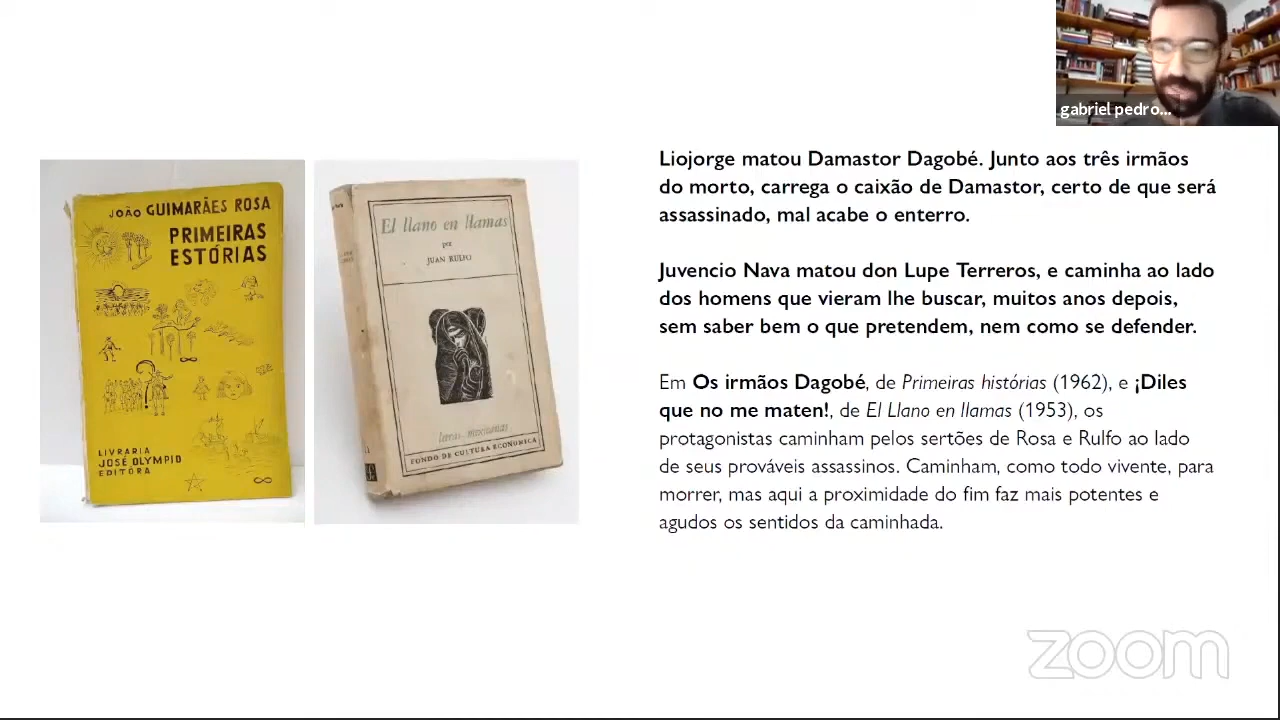 gabriel pedro...
JOÃO GUIMARÃES ROSA
PRIMEIRAS
ESTÓRIAS
LIVRARIA
JOSÉ OLYMPIO
EDITÔRA
El llano en llamas
por
JUAN RULFO
letras mexicanas
FONDO DE CULTURA ECONOMICA
Liojorge matou Damastor Dagobé. Junto aos três irmãos
do morto, carrega o caixão de Damastor, certo de que será
assassinado, mal acabe o enterro.
Juvencio Nava matou don Lupe Terreros, e caminha ao lado
dos homens que vieram lhe buscar, muitos anos depois,
sem saber bem o que pretendem, nem como se defender.
Em Os irmãos Dagobé, de Primeiras histórias (1962), e ¡Diles
que no me maten!, de El Llano en llamas (1953), os
protagonistas caminham pelos sertões de Rosa e Rulfo ao lado
de seus prováveis assassinos. Caminham, como todo vivente, para
morrer, mas aqui a proximidade do fim faz mais potentes e
agudos os sentidos da caminhada.
zoom